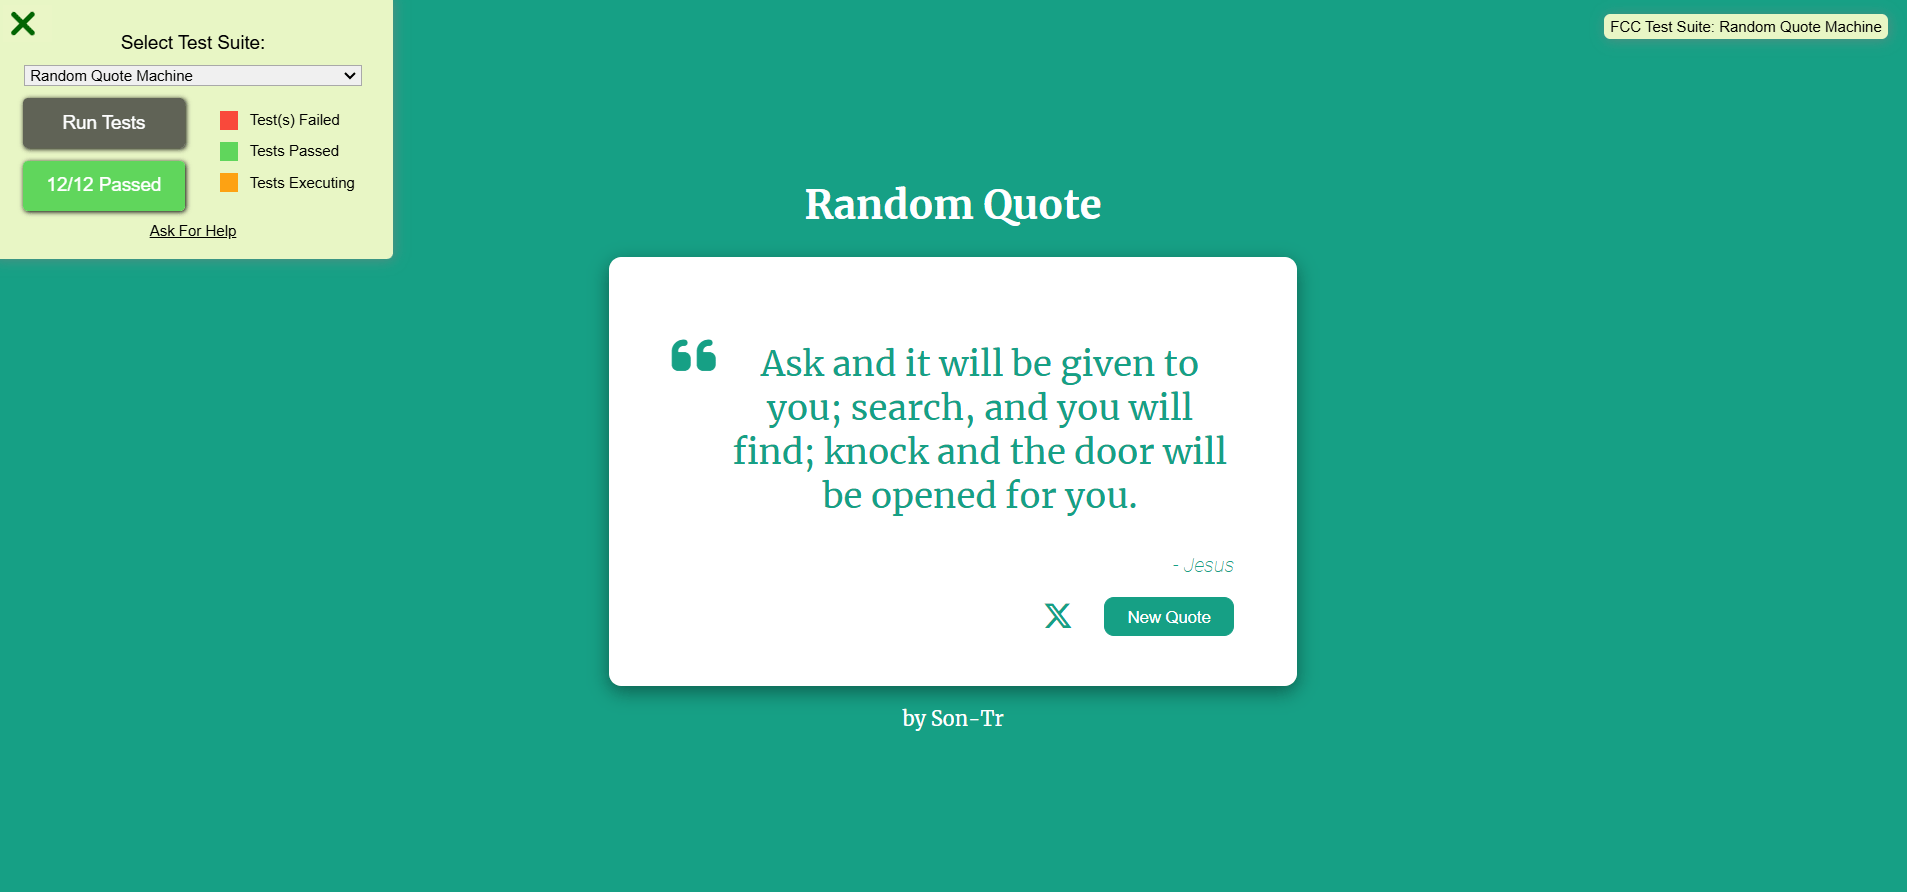 Select Test Suite:
Random Quote Machine
Run Tests
12/12 Passed
Test(s) Failed
Tests Passed
Tests Executing
Ask For Help
FCC Test Suite: Random Quote Machine
Random Quote
Ask and it will be given to
you; search, and you will
find; knock and the door will
be opened for you.
- Jesus
New Quote
by Son-Tr